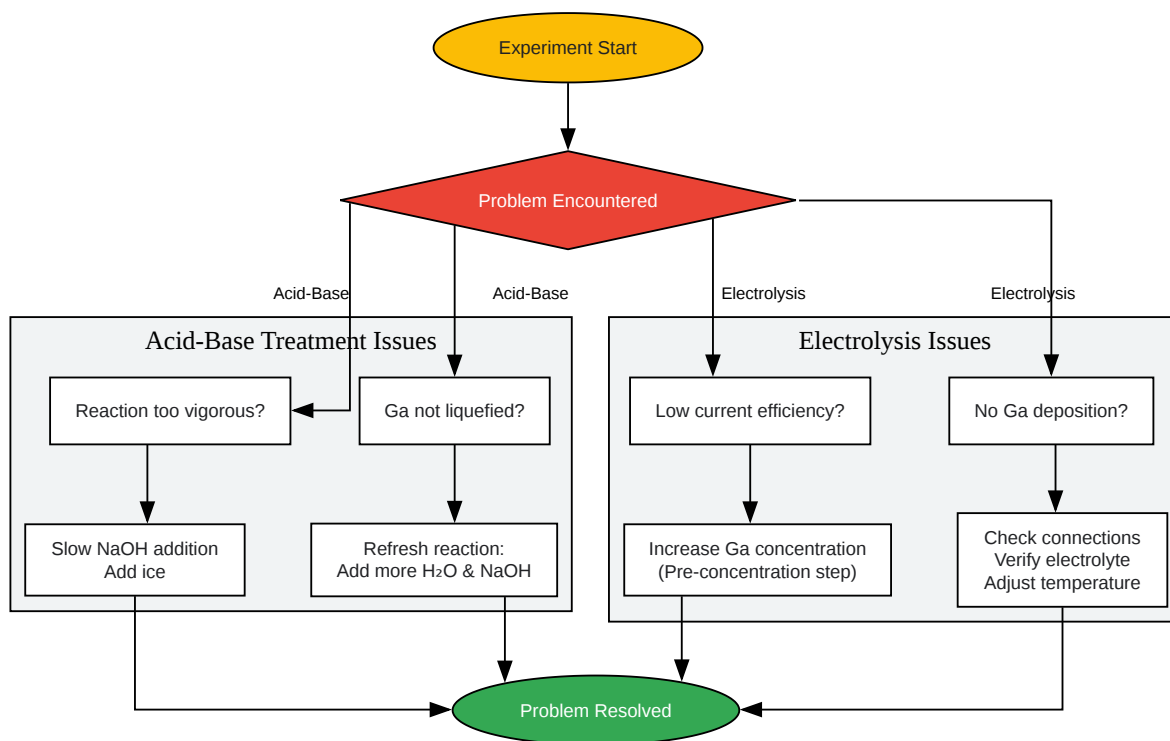 Experiment Start
Problem Encountered
Acid-Base
Acid-Base
Electrolysis
Electrolysis
Acid-Base Treatment Issues
Reaction too vigorous?
Ga not liquefied?
Slow NaOH addition
Add ice
Refresh reaction:
Add more H₂O & NaOH
Electrolysis Issues
Low current efficiency?
No Ga deposition?
Increase Ga concentration
(Pre-concentration step)
Check connections
Verify electrolyte
Adjust temperature
Problem Resolved